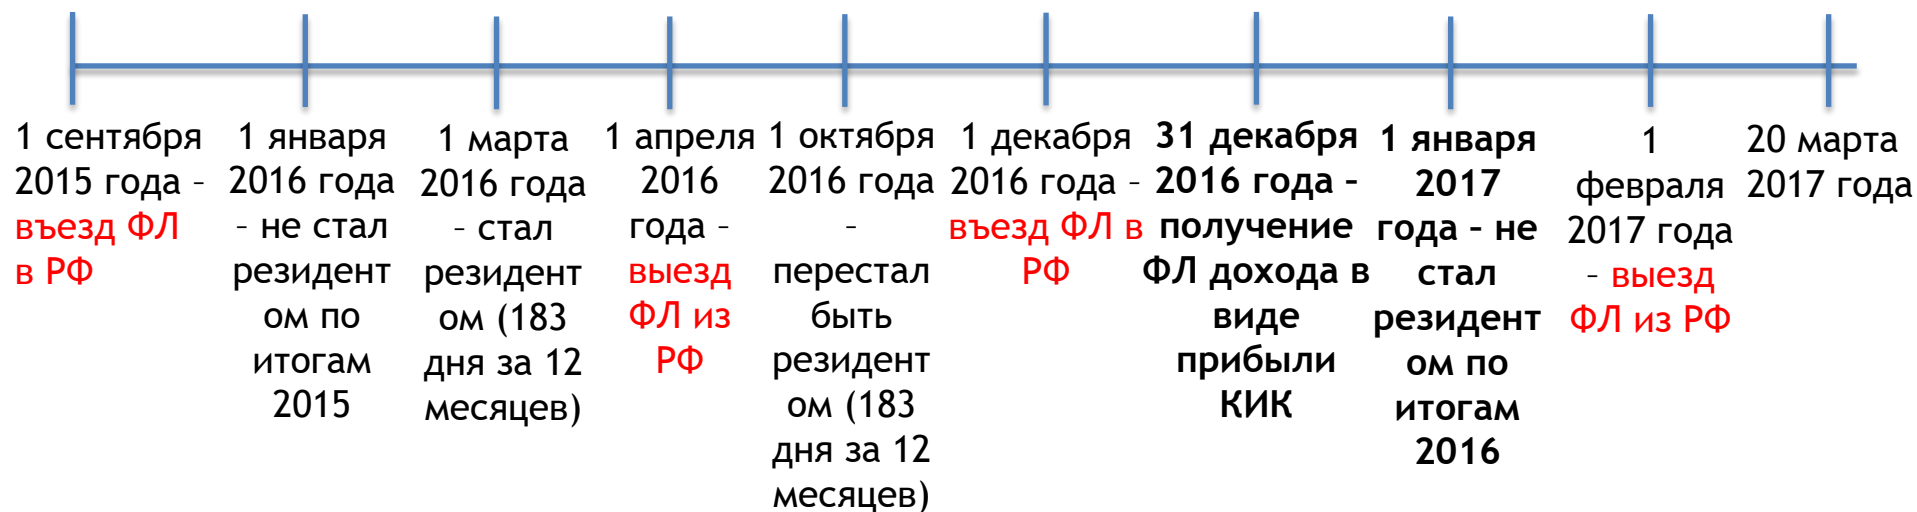 1 сентября
2015 года –
въезд ФЛ
в РФ
1 января
2016 года
– не стал
резидент
ом по
итогам
2015
1 марта
2016 года
– стал
резидент
ом (183
дня за 12
месяцев)
1 апреля
2016
года –
выезд
ФЛ из
РФ
1 октября
2016 года
–
перестал
быть
резидент
ом (183
дня за 12
месяцев)
1 декабря
2016 года –
въезд ФЛ в
РФ
31 декабря
2016 года –
получение
ФЛ дохода в
виде
прибыли
КИК
1 января
2017
года – не
стал
резидент
ом по
итогам
2016
1
февраля
2017 года
– выезд
ФЛ из РФ
20 марта
2017 года